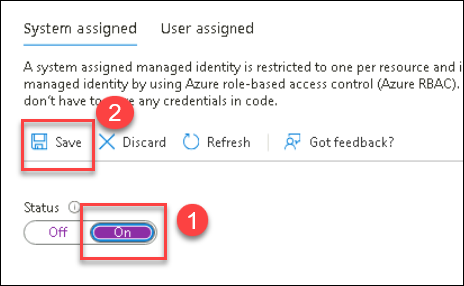 System assigned User assigned
A system assigned managed identity is restricted to one per resource and i
managed identity by using Azure role-based access control (Azure RBAC).
don't have to any credentials in code.
2
Save Discard Refresh Got feedback?
Status
1
Off On